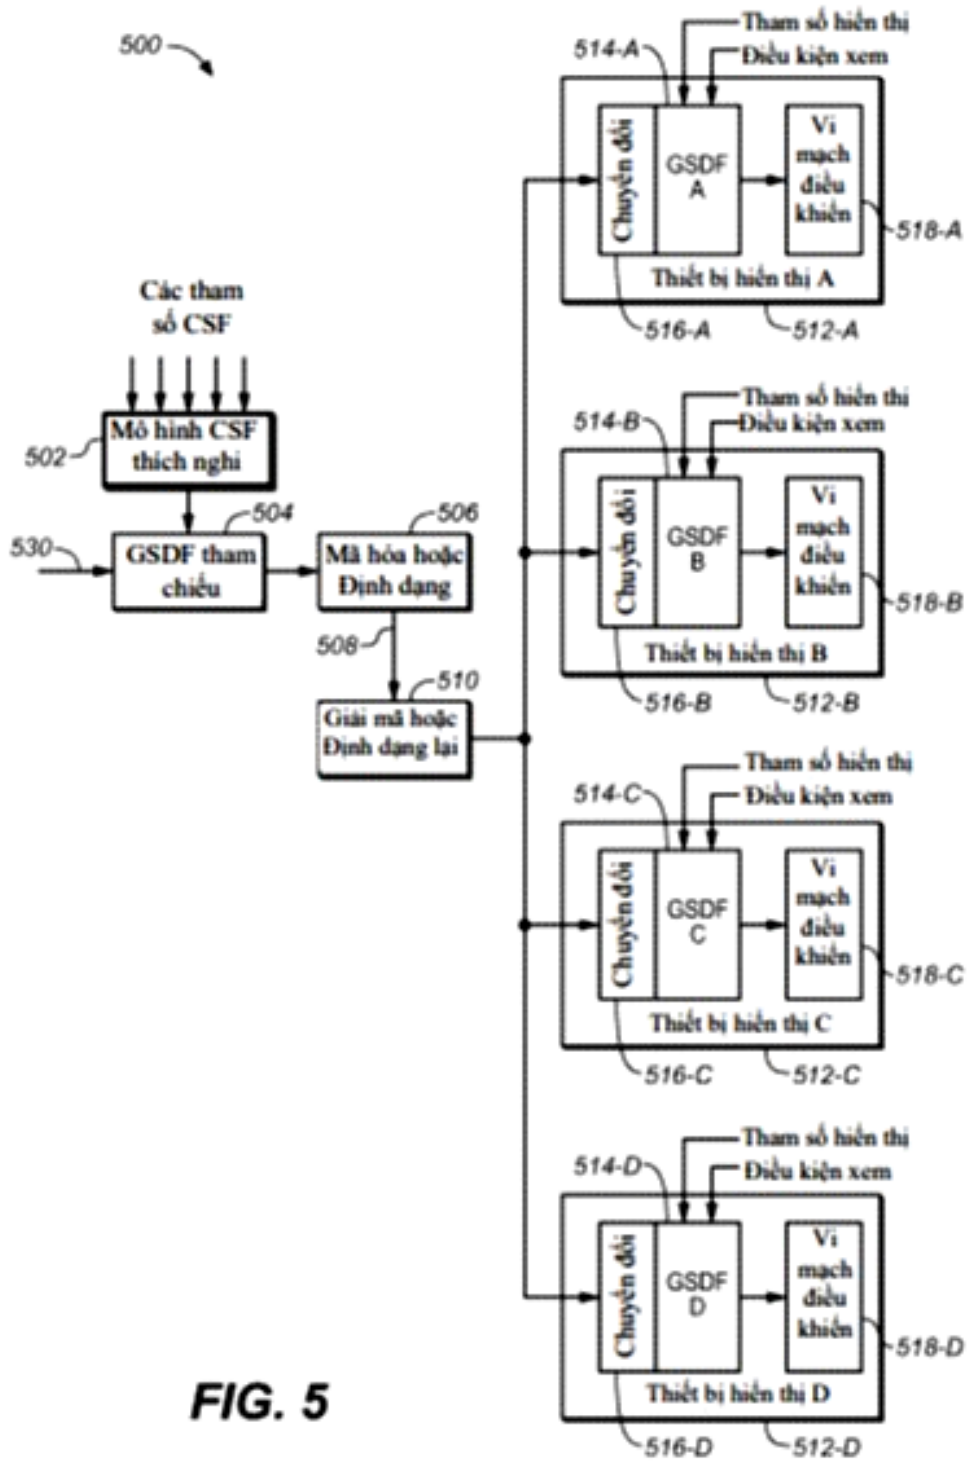 500
Các tham
số CSF
502
Mô hình CSF
thích nghi
530
504
GSDF tham
chiếu
506
Mã hóa hoặc
Định dạng
508
510
Giải mã hoặc
Định dạng lại
Tham số hiển thị
Điều kiện xem
514-A
Chuyển đổi
GSDF
A
Vi
mạch
điều
khiển
518-A
Thiết bị hiển thị A
516-A
512-A
Tham số hiển thị
Điều kiện xem
514-B
Chuyển đổi
GSDF
B
Vi
mạch
điều
khiển
518-B
Thiết bị hiển thị B
516-B
512-B
Tham số hiển thị
Điều kiện xem
514-C
Chuyển đổi
GSDF
C
Vi
mạch
điều
khiển
518-C
Thiết bị hiển thị C
516-C
512-C
Tham số hiển thị
Điều kiện xem
514-D
Chuyển đổi
GSDF
D
Vi
mạch
điều
khiển
518-D
Thiết bị hiển thị D
516-D
512-D
FIG. 5